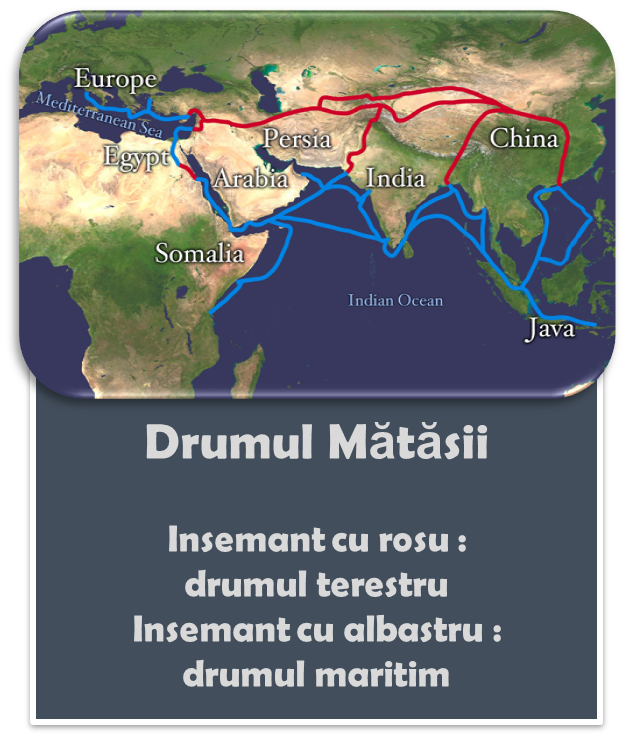 Europe
Mediterranean Sea
Persia
China
Egypt
Arabia
India
Somalia
Indian Ocean
Java
Drumul Mătăsii
Insemant cu rosu :
drumul terestru
Insemant cu albastru :
drumul maritim